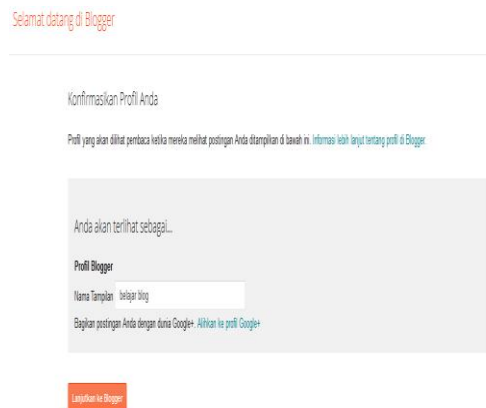 Selamat datang di Blogger
Konfirmasikan Profil Anda
Profil yang akan dilihat pembaca ketika mereka melihat postingan Anda ditampilkan di bawah ini. Informasi lebih lanjut tentang profil di Blogger.
Anda akan terlihat sebagai...
Profil Blogger
Nama Tampilan belajar blog
Bagikan postingan Anda dengan dunia Google+. Alihkan ke profil Google+
Lanjutkan ke Blogger